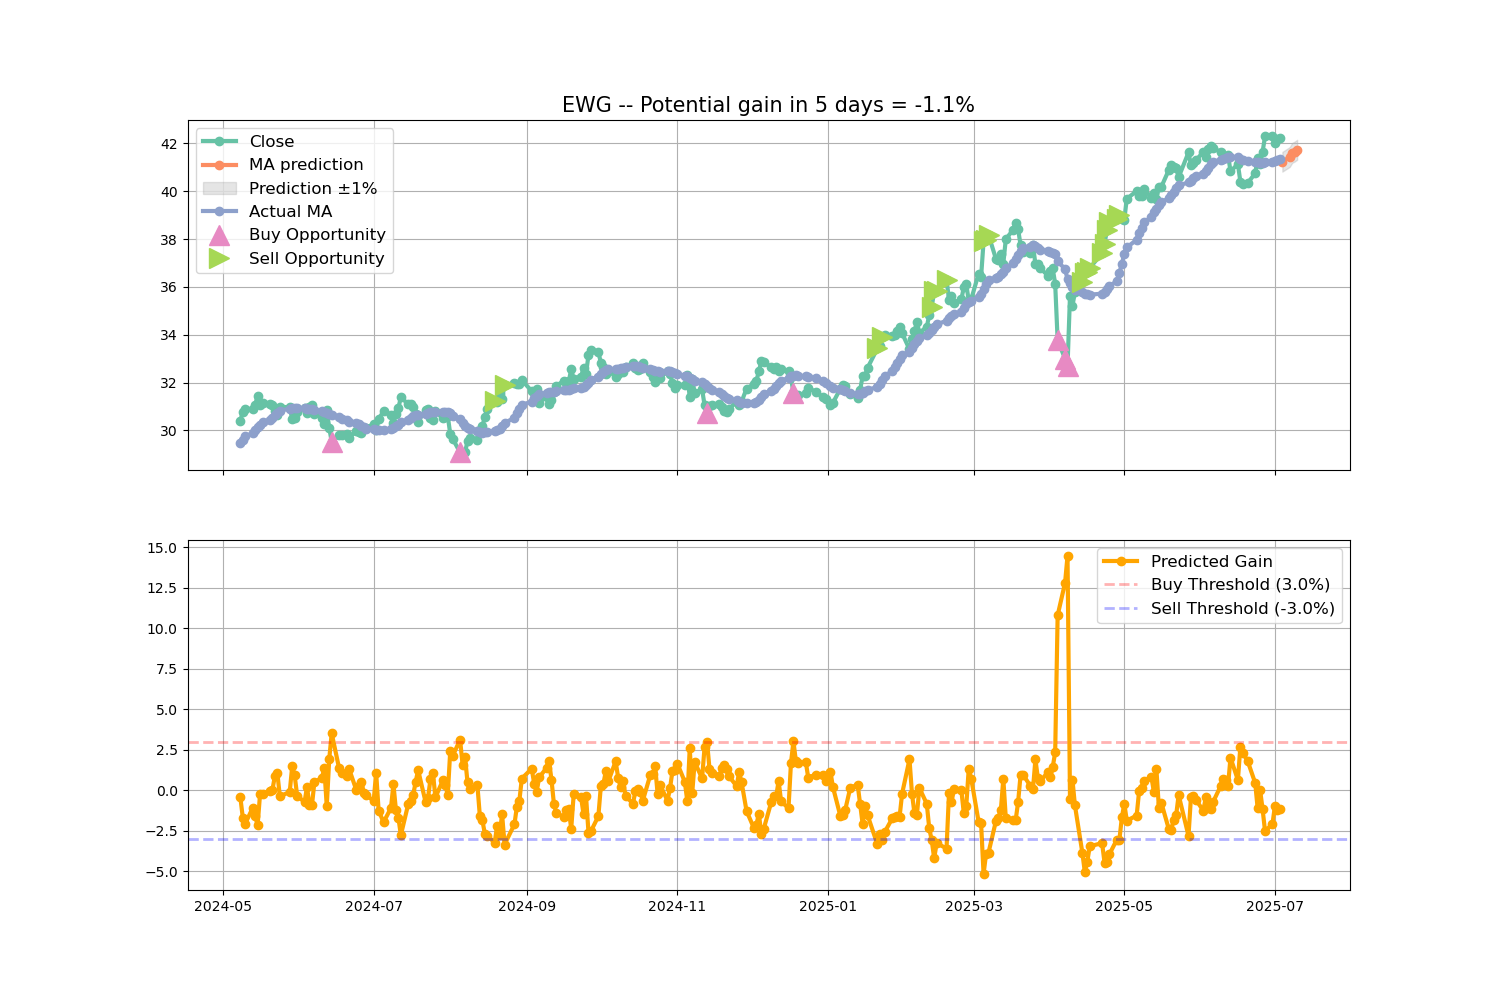 EWG -- Potential gain in 5 days = -1.1%
Close
MA prediction
Prediction ±1%
Actual MA
Buy Opportunity
Sell Opportunity
42
40
38
36
34
32
30
15.0
12.5
10.0
7.5
5.0
2.5
0.0
−2.5
−5.0
Predicted Gain
Buy Threshold (3.0%)
Sell Threshold (-3.0%)
2024-05
2024-07
2024-09
2024-11
2025-01
2025-03
2025-05
2025-07